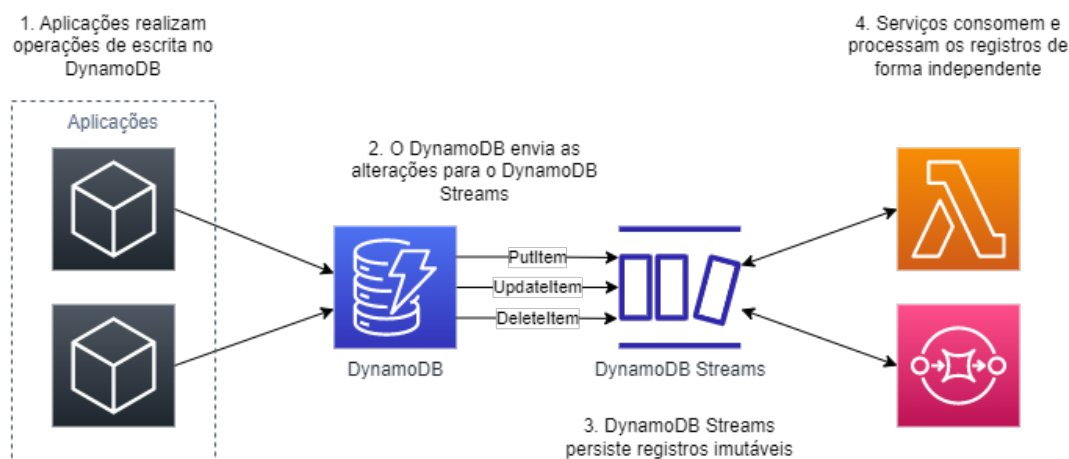 1. Aplicações realizam
operações de escrita no
DynamoDB
4. Serviços consomem e
processam os registros de
forma independente
Aplicações
2. O DynamoDB envia as
alterações para o DynamoDB
Streams
PutItem
UpdateItem
DeleteItem
DynamoDB
DynamoDB Streams
3. DynamoDB Streams
persiste registros imutáveis